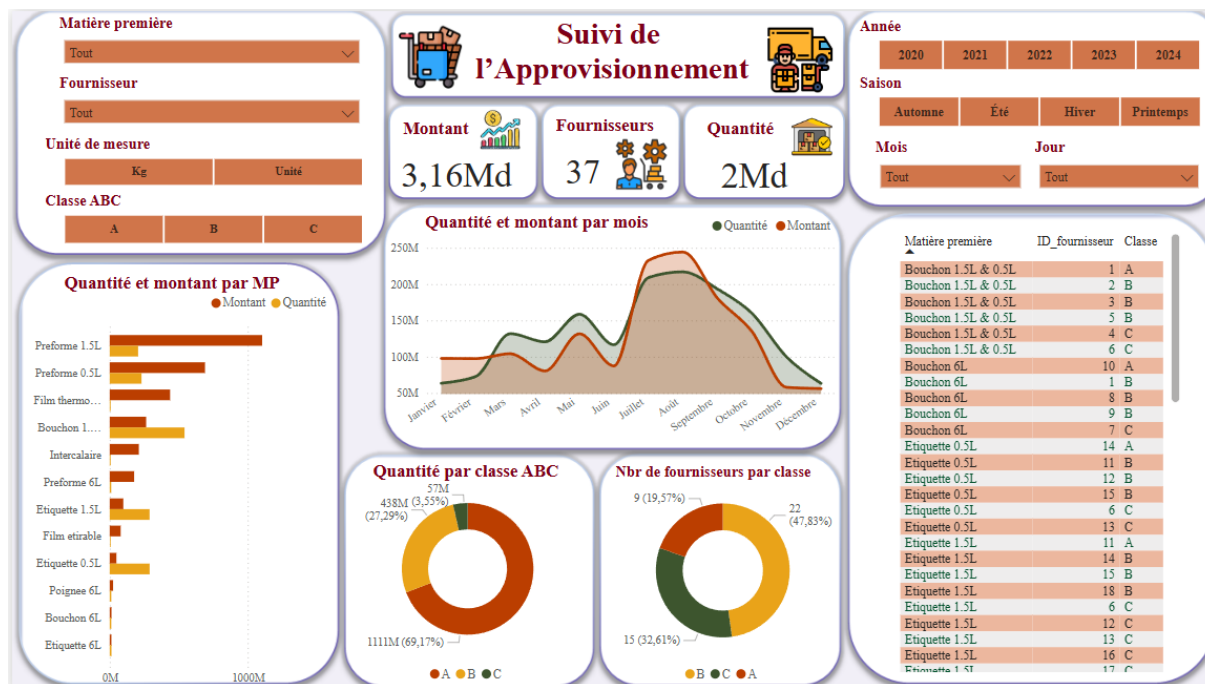 Matière première
Tout
Fournisseur
Tout
Unité de mesure
Kg Unité
Classe ABC
A B C
Suivi de
l'Approvisionnement
Montant
3,16Md
Fournisseurs
37
Quantité
2Md
Année
2020 2021 2022 2023 2024
Saison
Automne Été Hiver Printemps
Mois Jour
Tout Tout
Quantité et montant par MP
Montant Quantité
Preforme 1.5L
Preforme 0.5L
Film thermo…
Bouchon 1.…
Intercalaire
Preforme 6L
Etiquette 1.5L
Film etirable
Etiquette 0.5L
Poignee 6L
Bouchon 6L
Etiquette 6L
0M 1000M
Quantité et montant par mois
Quantité Montant
250M
200M
150M
100M
50M
Janvier Février Mars Avril Mai Juin Juillet Août Septembre Octobre Novembre Décembre
Quantité par classe ABC
57M
(3,55%)
438M
(27,29%)
1111M (69,17%)
A B C
Nbr de fournisseurs par classe
9 (19,57%)
22
(47,83%)
15 (32,61%)
B C A
Matière première ID_fournisseur Classe
Bouchon 1.5L & 0.5L 1 A
Bouchon 1.5L & 0.5L 2 B
Bouchon 1.5L & 0.5L 3 B
Bouchon 1.5L & 0.5L 5 B
Bouchon 1.5L & 0.5L 4 C
Bouchon 1.5L & 0.5L 6 C
Bouchon 6L 10 A
Bouchon 6L 1 B
Bouchon 6L 8 B
Bouchon 6L 9 B
Bouchon 6L 7 C
Etiquette 0.5L 14 A
Etiquette 0.5L 11 B
Etiquette 0.5L 12 B
Etiquette 0.5L 15 B
Etiquette 0.5L 6 C
Etiquette 0.5L 13 C
Etiquette 1.5L 11 A
Etiquette 1.5L 14 B
Etiquette 1.5L 15 B
Etiquette 1.5L 18 B
Etiquette 1.5L 6 C
Etiquette 1.5L 12 C
Etiquette 1.5L 13 C
Etiquette 1.5L 16 C
Etiquette 1.5L 17 C